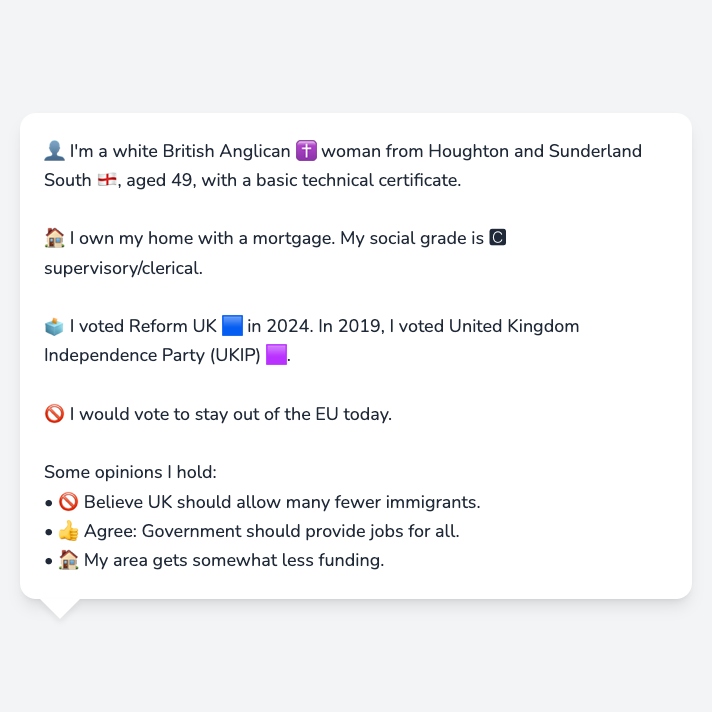 👤 I'm a white British Anglican ✝️ woman from Houghton and Sunderland
South 🏴󠁧󠁢󠁥󠁮󠁧󠁿, aged 49, with a basic technical certificate.
🏠 I own my home with a mortgage. My social grade is 🅲
supervisory/clerical.
🗳️ I voted Reform UK 🟦 in 2024. In 2019, I voted United Kingdom
Independence Party (UKIP) 🟪.
🚫 I would vote to stay out of the EU today.
Some opinions I hold:
• 🚫 Believe UK should allow many fewer immigrants.
• 👍 Agree: Government should provide jobs for all.
• 🏠 My area gets somewhat less funding.